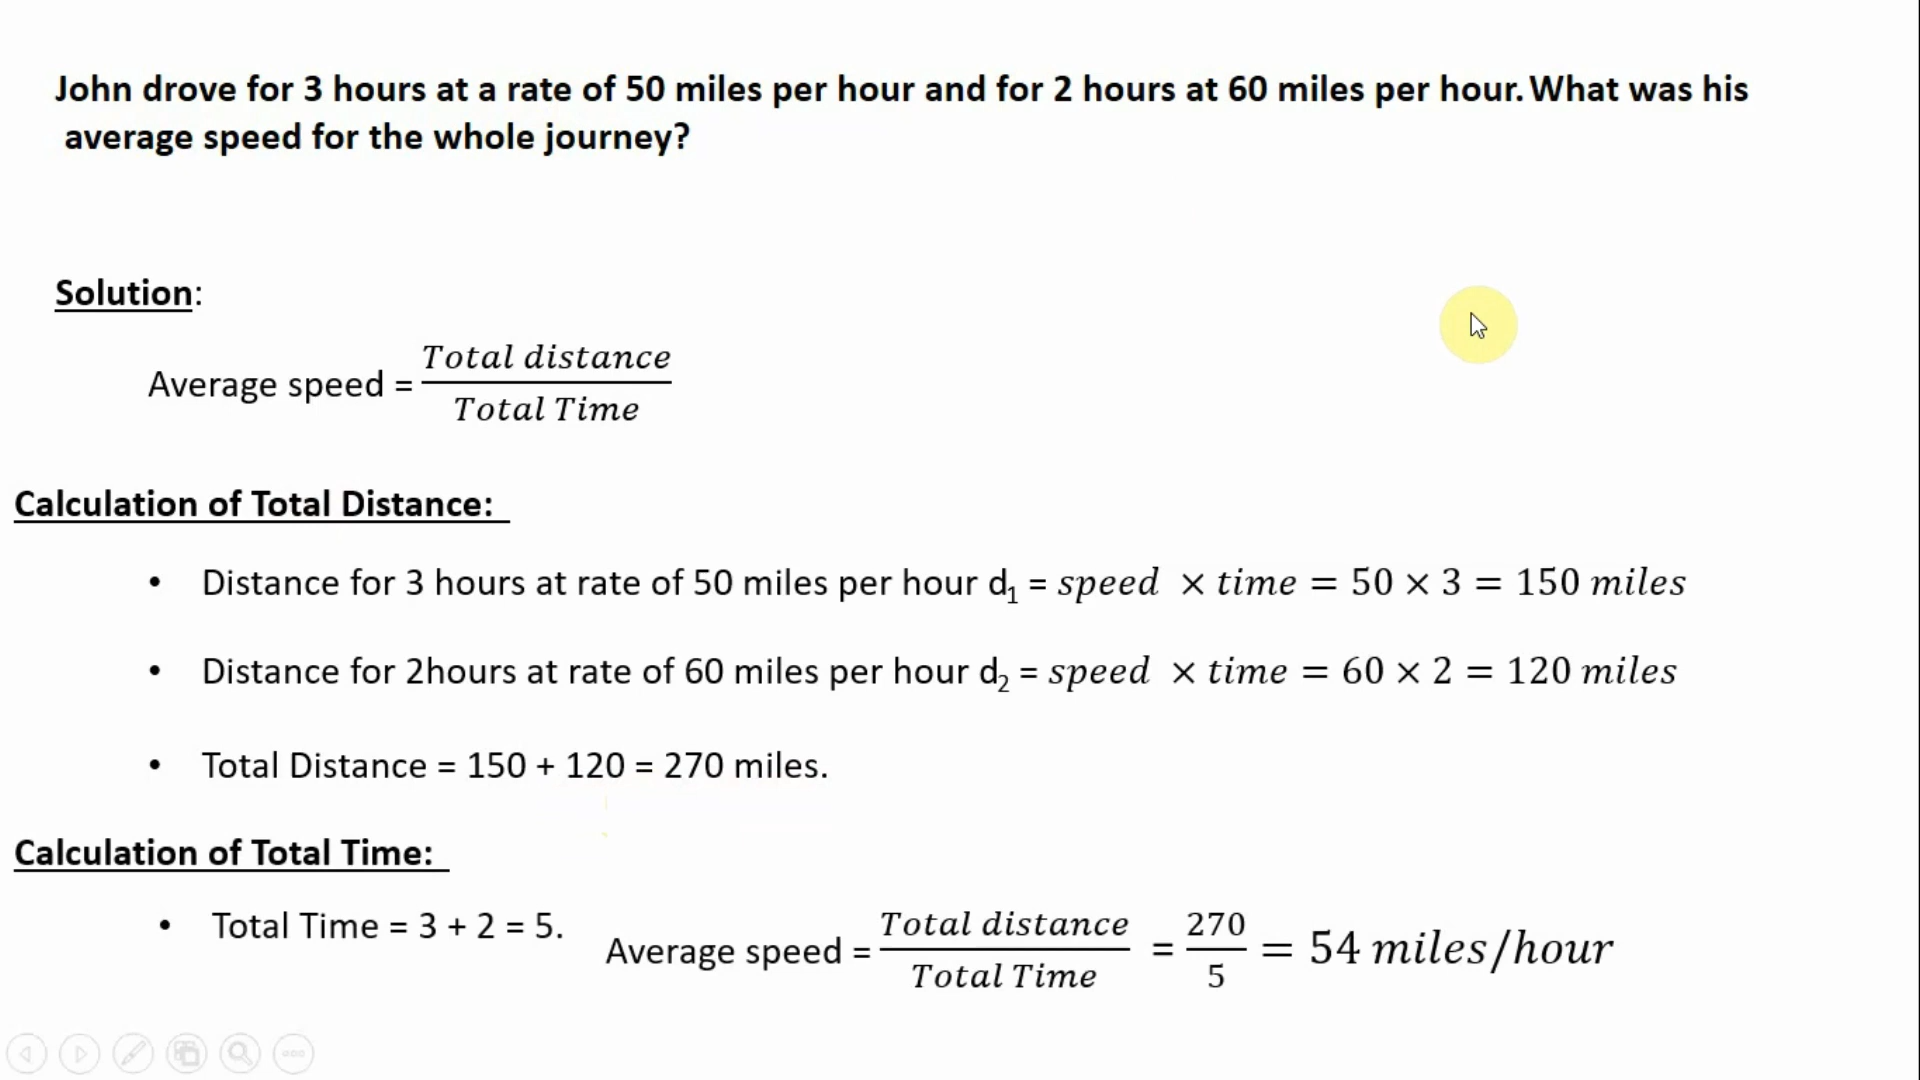 John drove for 3 hours at a rate of 50 miles per hour and for 2 hours at 60 miles per hour. What was his
average speed for the whole journey?
Solution:
Average speed = Total distance / Total Time
Calculation of Total Distance:
• Distance for 3 hours at rate of 50 miles per hour d₁ = speed × time = 50 × 3 = 150 miles
• Distance for 2hours at rate of 60 miles per hour d₂ = speed × time = 60 × 2 = 120 miles
• Total Distance = 150 + 120 = 270 miles.
Calculation of Total Time:
• Total Time = 3 + 2 = 5.
Average speed = Total distance / Total Time = 270 / 5 = 54 miles/hour